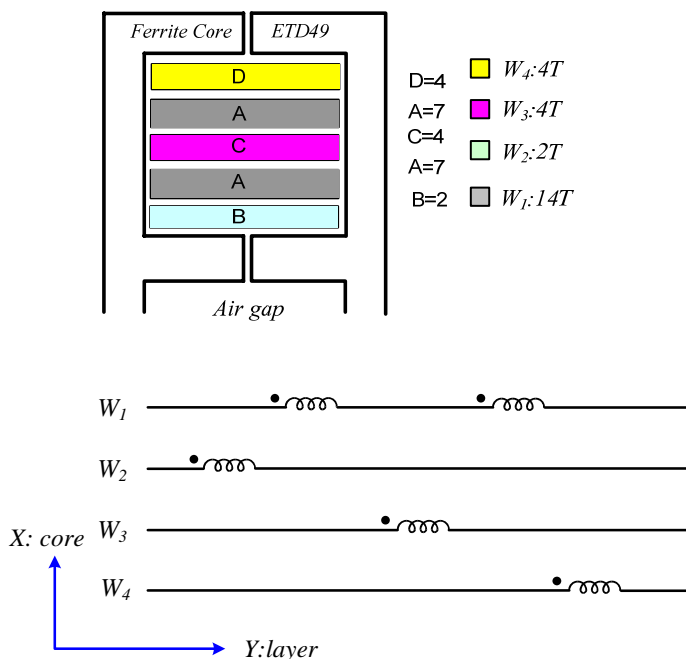 Ferrite Core ETD49
D
A
C
A
B
D=4
A=7
C=4
A=7
B=2
W4:4T
W3:4T
W2:2T
W1:14T
Air gap
W1
W2
W3
W4
X: core
Y:layer